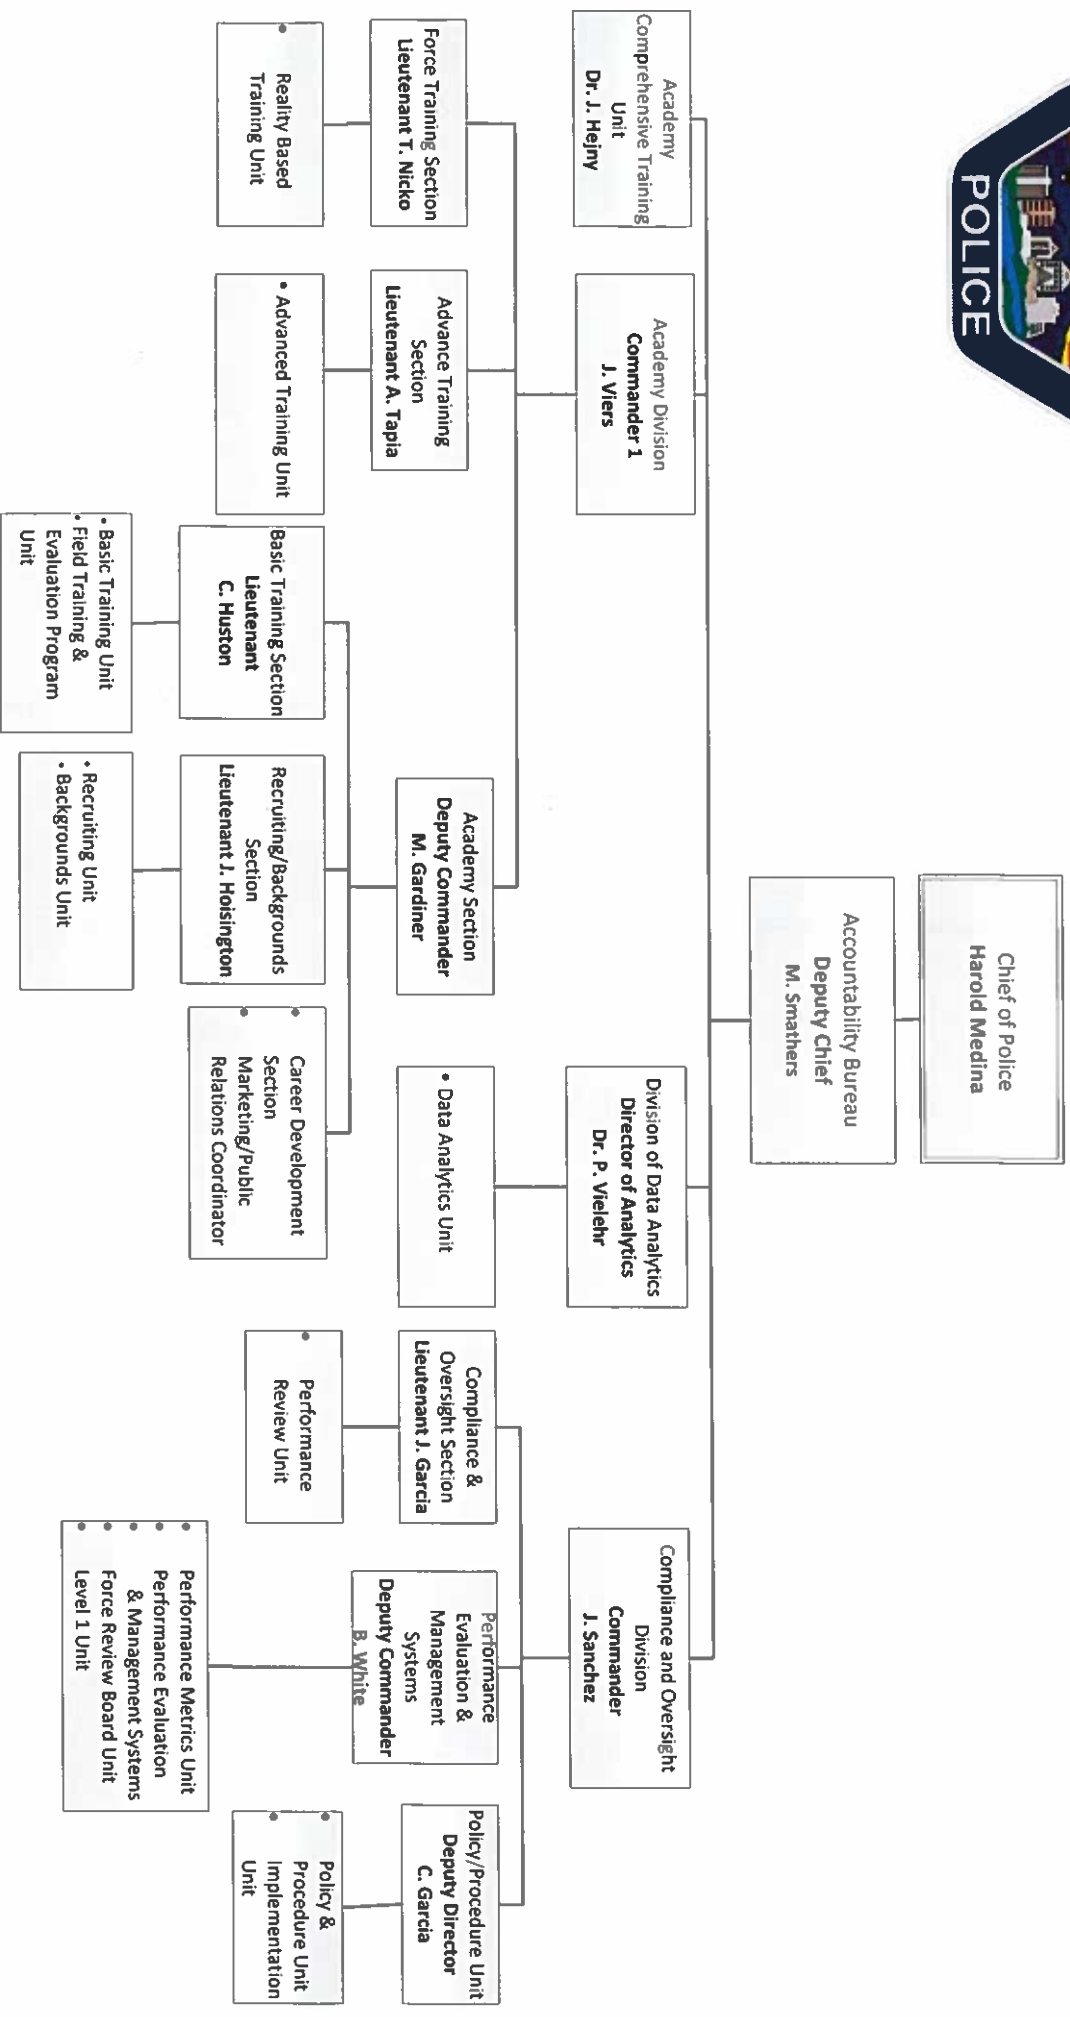 POLICE
Chief of Police
Harold Medina
Accountability Bureau
Deputy Chief
M. Smathers
Academy
Comprehensive Training
Unit
Dr. J. Hejny
Academy Division
Commander 1
J. Viers
Division of Data Analytics
Director of Analytics
Dr. P. Vielehr
Compliance and Oversight
Division
Commander
J. Sanchez
Force Training Section
Lieutenant T. Nicko
Advance Training
Section
Lieutenant A. Tapia
Academy Section
Deputy Commander
M. Gardiner
• Data Analytics Unit
Compliance &
Oversight Section
Lieutenant J. Garcia
Performance
Evaluation &
Management
Systems
Deputy Commander
B. White
Policy/Procedure Unit
Deputy Director
C. Garcia
• Reality Based
Training Unit
• Advanced Training Unit
Basic Training Section
Lieutenant
C. Huston
Recruiting/Backgrounds
Section
Lieutenant J. Hoisington
• Career Development
Section
• Marketing/Public
Relations Coordinator
• Performance
Review Unit
• Performance Metrics Unit
• Performance Evaluation
• & Management Systems
• Force Review Board Unit
• Level 1 Unit
• Policy &
Procedure Unit
• Implementation
Unit
• Basic Training Unit
• Field Training &
Evaluation Program
Unit
• Recruiting Unit
• Backgrounds Unit